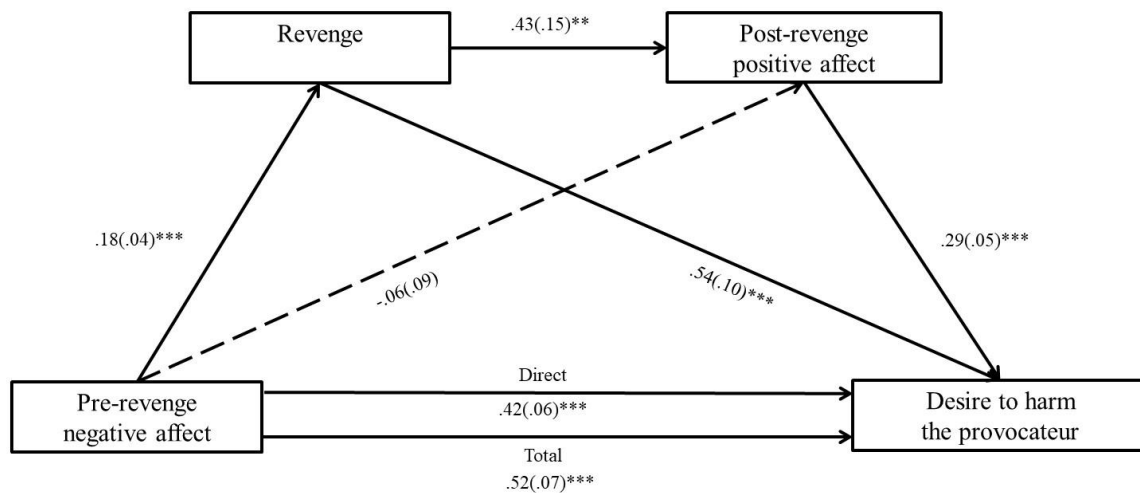 .43(.15)**
Revenge
Post-revenge
positive affect
.18(.04)***
-.06(.09)
.54(.10)***
.29(.05)***
Pre-revenge
negative affect
Direct
.42(.06)***
Total
.52(.07)***
Desire to harm
the provocateur